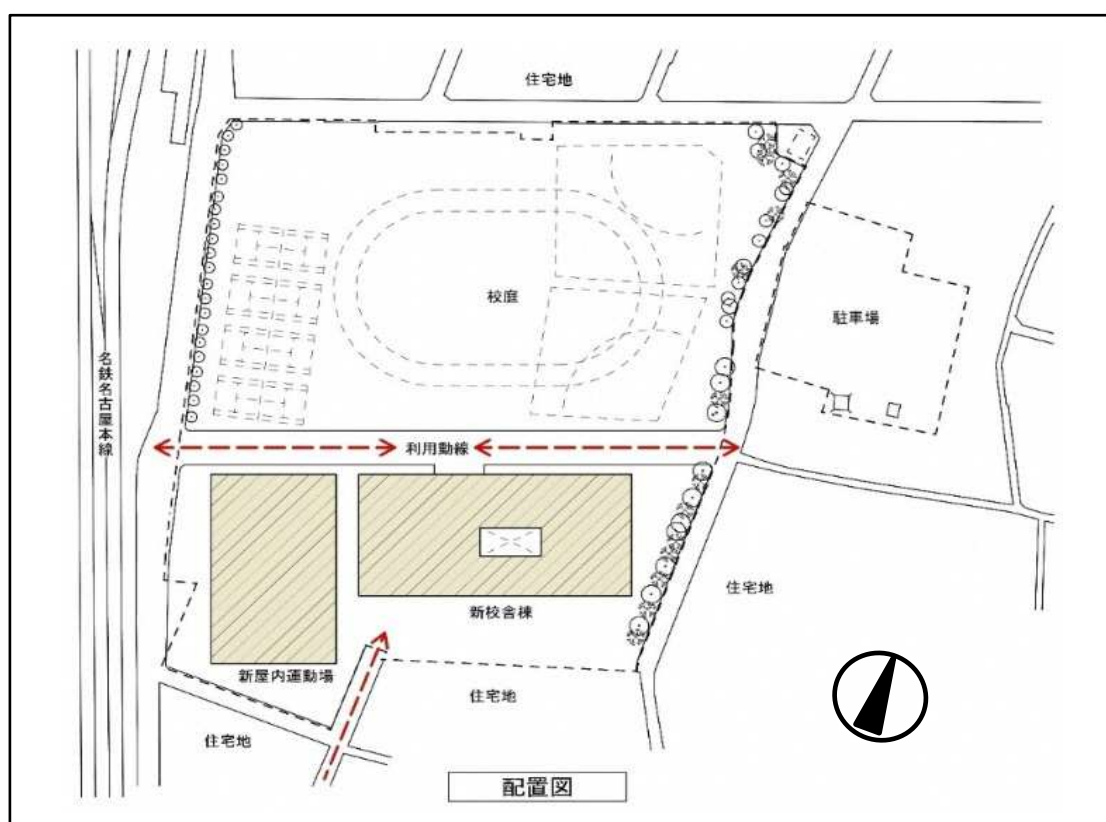 住宅地
校庭
駐車場
名鉄名古屋本線
利用動線
新校舎棟
住宅地
新屋内運動場
住宅地
住宅地
配置図